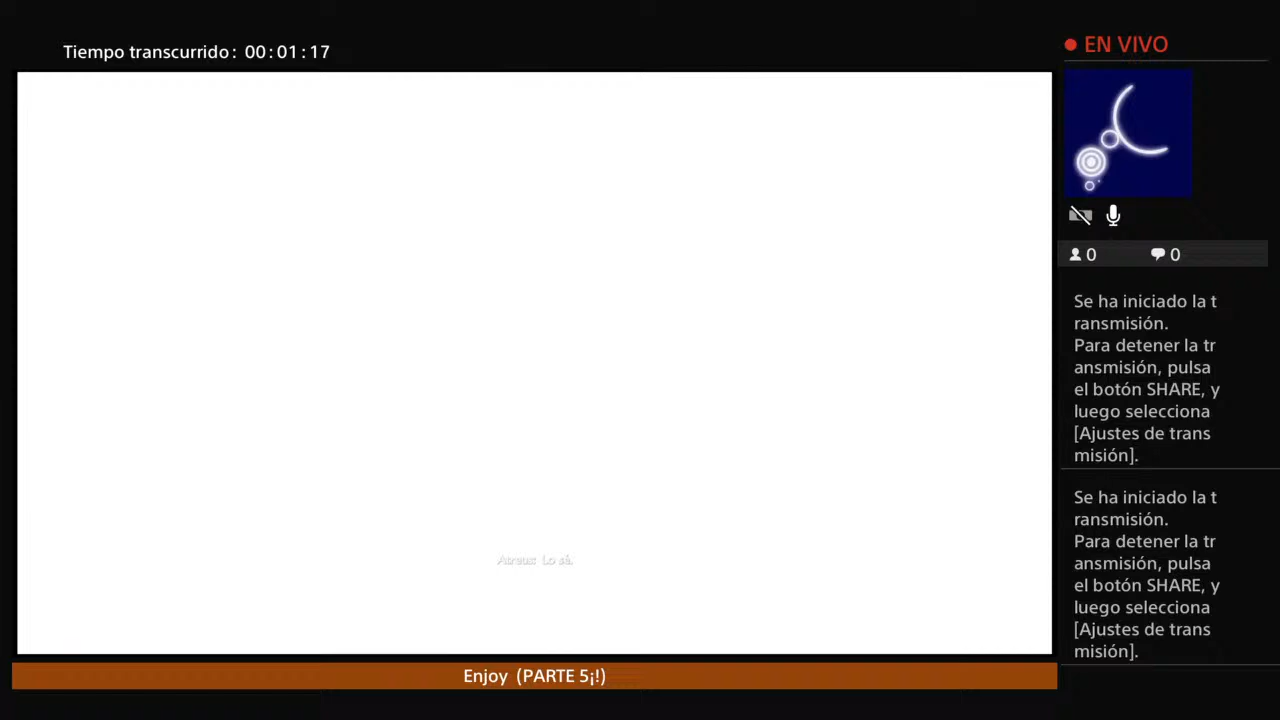 Tiempo transcurrido: 00:01:17
EN VIVO
0 0
Se ha iniciado la t
ransmisión.
Para detener la tr
ansmisión, pulsa
el botón SHARE, y
luego selecciona
[Ajustes de trans
misión].
Se ha iniciado la t
ransmisión.
Para detener la tr
ansmisión, pulsa
el botón SHARE, y
luego selecciona
[Ajustes de trans
misión].
Atreus: Lo sé.
Enjoy (PARTE 5¡!)